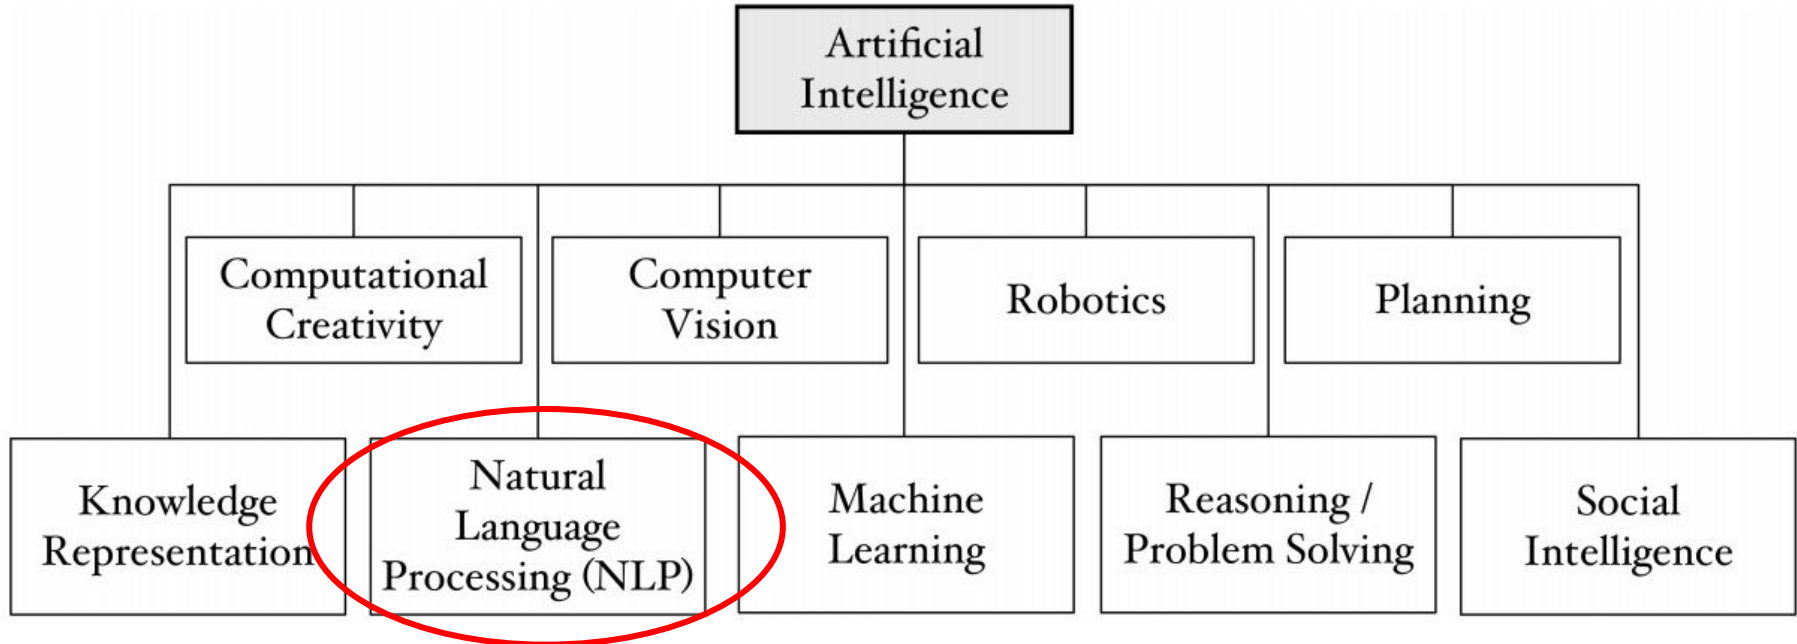 Artificial
Intelligence
Computational
Creativity
Computer
Vision
Robotics
Planning
Knowledge
Representation
Natural
Language
Processing (NLP)
Machine
Learning
Reasoning /
Problem Solving
Social
Intelligence